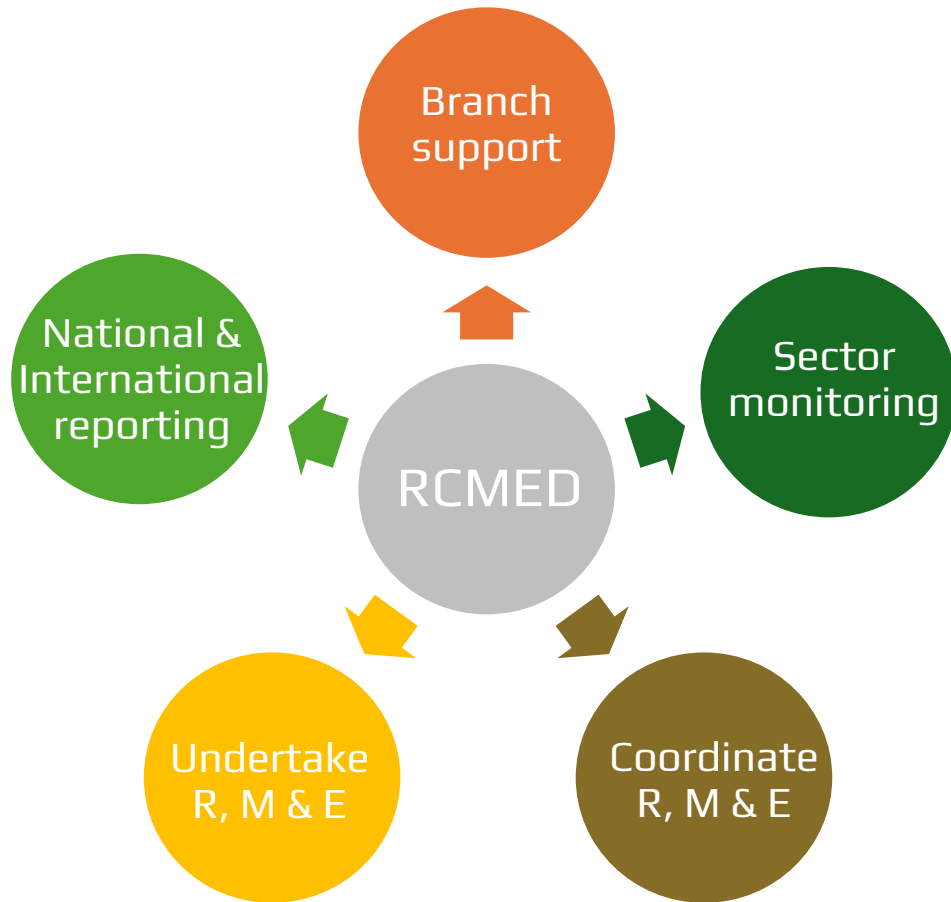 Branch
support
National &
International
reporting
Sector
monitoring
RCMED
Undertake
R, M & E
Coordinate
R, M & E